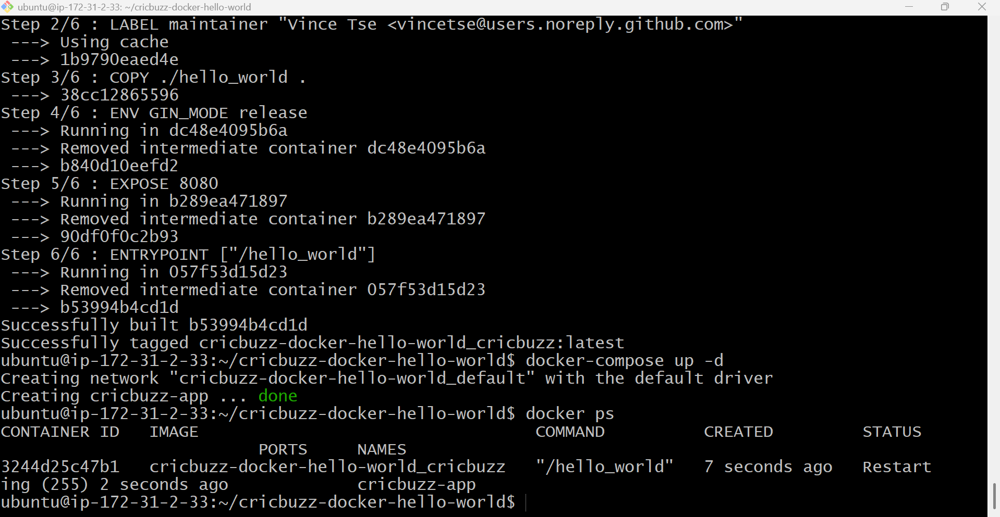 ubuntu@ip-172-31-2-33: ~/cricbuzz-docker-hello-world
Step 2/6 : LABEL maintainer "Vince Tse <vincetse@users.noreply.github.com>"
 ---> Using cache
 ---> 1b9790eaed4e
Step 3/6 : COPY ./hello_world .
 ---> 38cc12865596
Step 4/6 : ENV GIN_MODE release
 ---> Running in dc48e4095b6a
 ---> Removed intermediate container dc48e4095b6a
 ---> b840d10eefd2
Step 5/6 : EXPOSE 8080
 ---> Running in b289ea471897
 ---> Removed intermediate container b289ea471897
 ---> 90df0f0c2b93
Step 6/6 : ENTRYPOINT ["/hello_world"]
 ---> Running in 057f53d15d23
 ---> Removed intermediate container 057f53d15d23
 ---> b53994b4cd1d
Successfully built b53994b4cd1d
Successfully tagged cricbuzz-docker-hello-world_cricbuzz:latest
ubuntu@ip-172-31-2-33:~/cricbuzz-docker-hello-world$ docker-compose up -d
Creating network "cricbuzz-docker-hello-world_default" with the default driver
Creating cricbuzz-app ... done
ubuntu@ip-172-31-2-33:~/cricbuzz-docker-hello-world$ docker ps
CONTAINER ID   IMAGE                                  COMMAND          CREATED         STATUS
                          PORTS     NAMES
3244d25c47b1   cricbuzz-docker-hello-world_cricbuzz   "/hello_world"   7 seconds ago   Restart
ing (255) 2 seconds ago             cricbuzz-app
ubuntu@ip-172-31-2-33:~/cricbuzz-docker-hello-world$